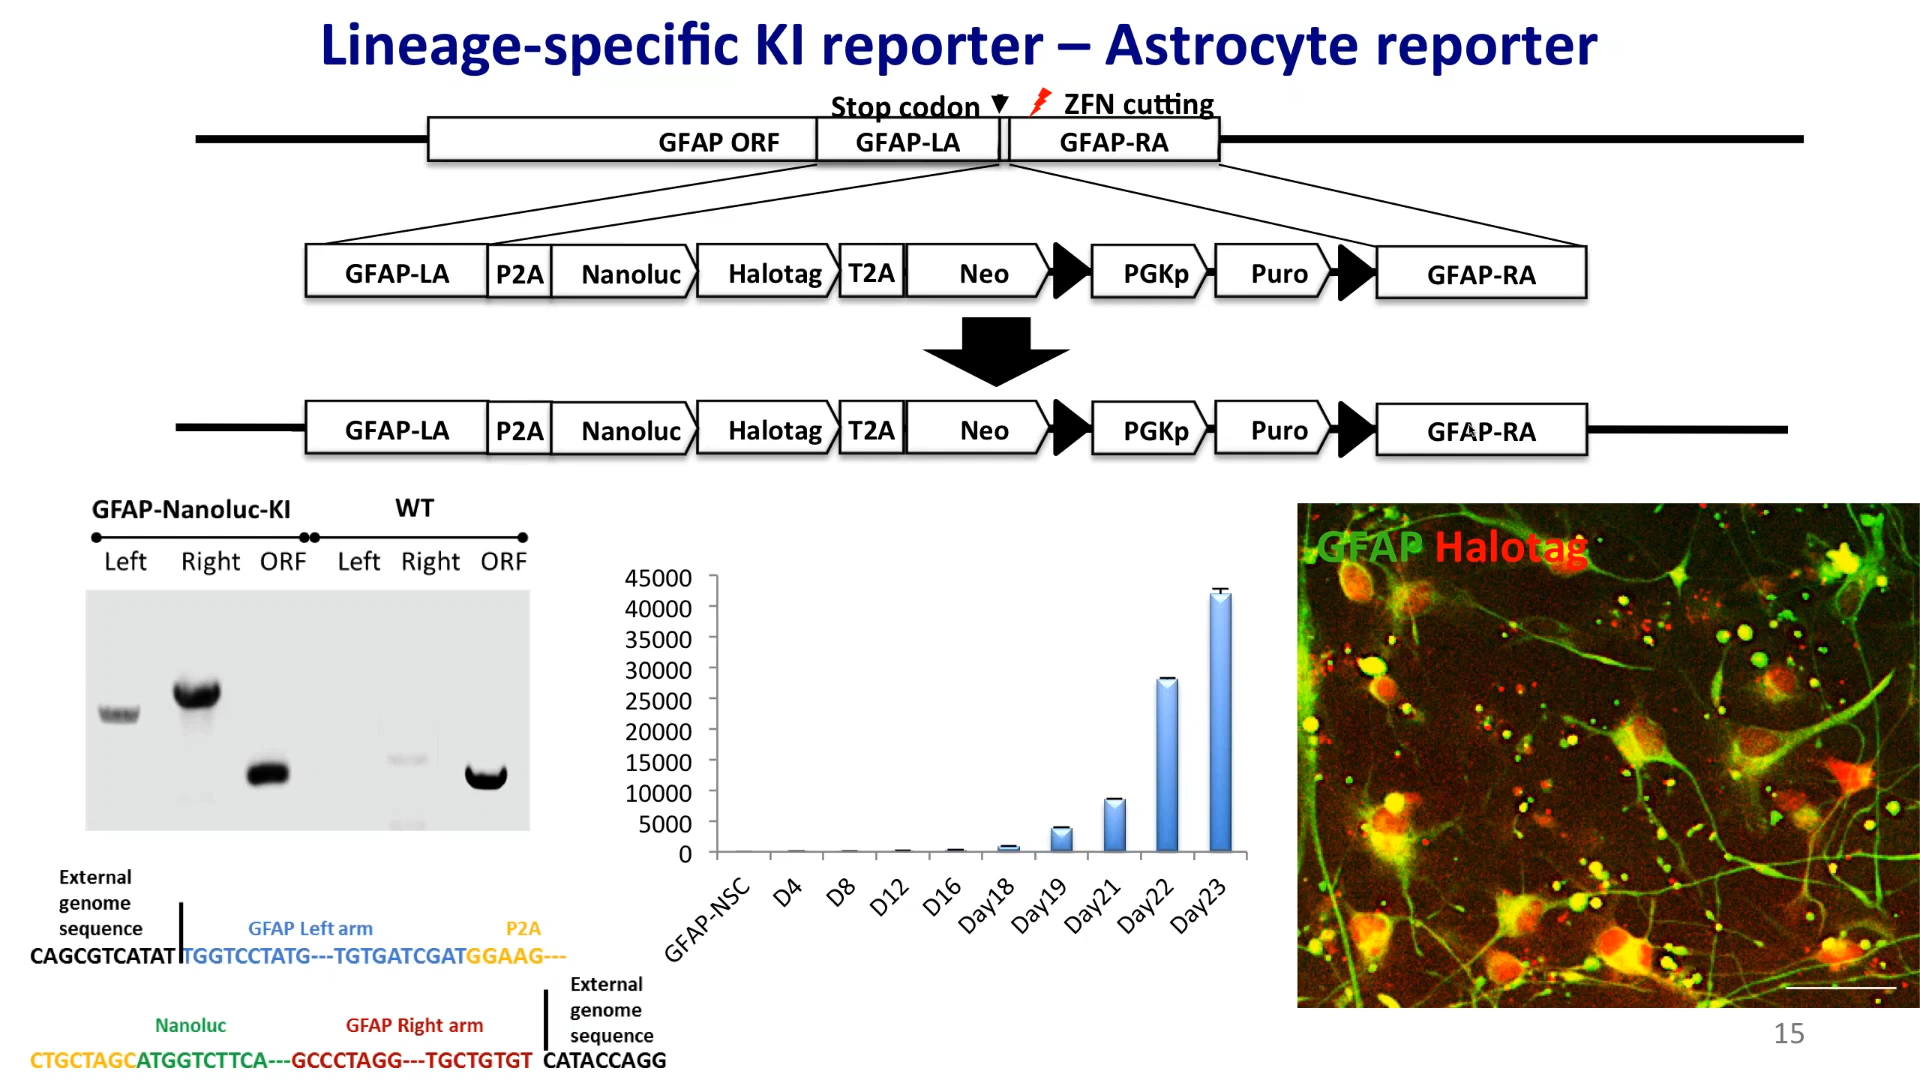 Lineage-specific KI reporter – Astrocyte reporter
Stop codon ZFN cutting
GFAP ORF GFAP-LA GFAP-RA
GFAP-LA P2A Nanoluc Halotag T2A Neo PGKp Puro GFAP-RA
GFAP-LA P2A Nanoluc Halotag T2A Neo PGKp Puro GFAP-RA
GFAP-Nanoluc-KI WT
Left Right ORF Left Right ORF
45000
40000
35000
30000
25000
20000
15000
10000
5000
0
GFAP-NSC D4 D8 D12 D16 Day18 Day19 Day21 Day22 Day23
GFAP Halotag
External
genome
sequence
GFAP Left arm P2A
CAGCGTCATAT TGGTCCTATG---TGTGATCGATGGAAG---
External
genome
sequence
Nanoluc GFAP Right arm
CTGCTAGCATGGTCTTCA---GCCCTAGG---TGCTGTGT CATACCAGG
15